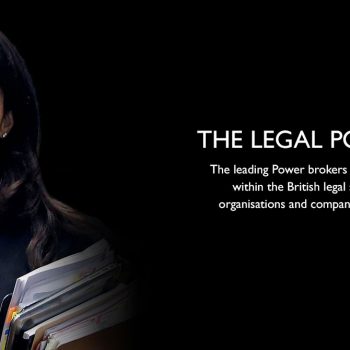 THE LEGAL PO
The leading Power brokers
within the British legal
organisations and compan